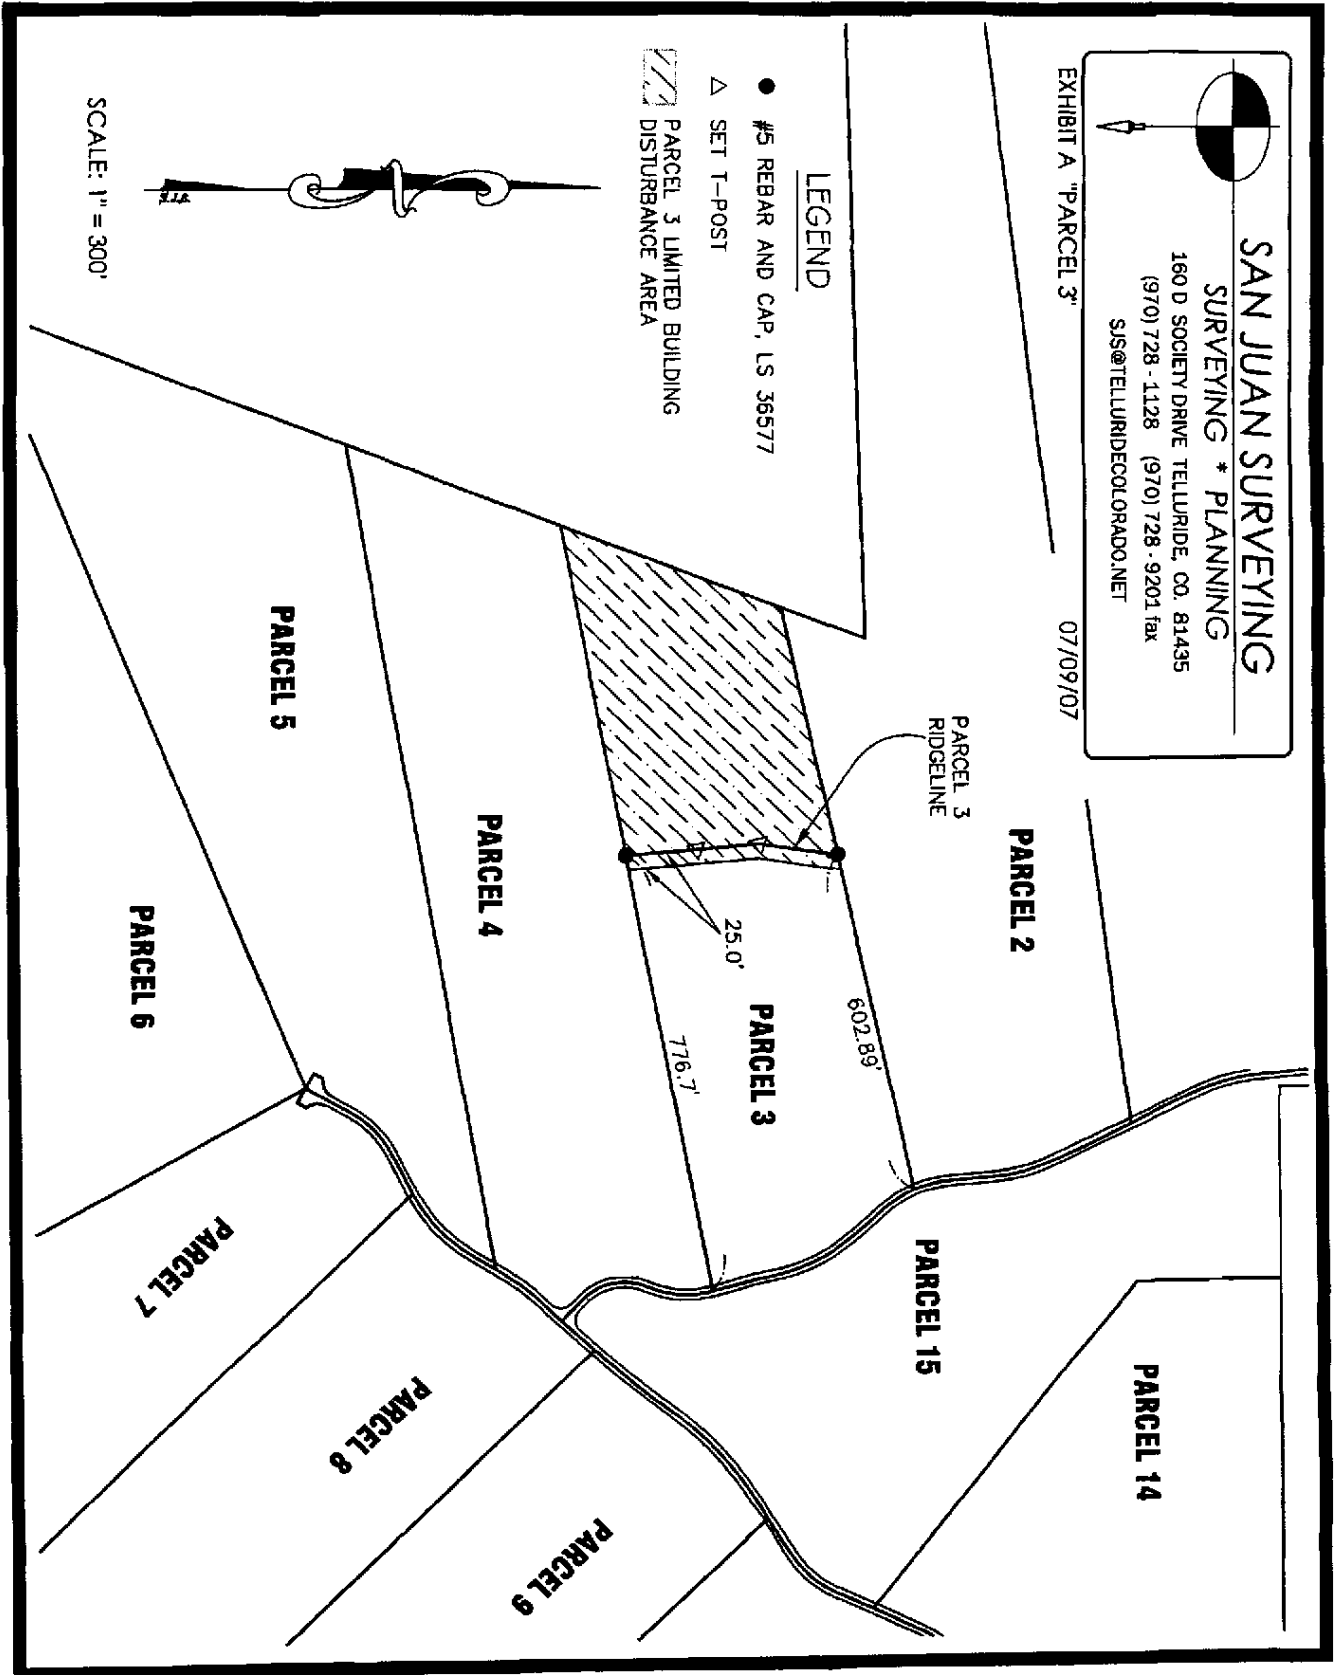 SAN JUAN SURVEYING
SURVEYING * PLANNING
160 D SOCIETY DRIVE TELLURIDE, CO. 81435
(970) 728 - 1128 (970) 728 - 9201 fax
SJS@TELLURIDECOLORADO.NET
EXHIBIT A "PARCEL 3"
07/09/07
LEGEND
#5 REBAR AND CAP, LS 36577
SET T-POST
PARCEL 3 LIMITED BUILDING
DISTURBANCE AREA
SCALE: 1" = 300'
PARCEL 14
PARCEL 2
PARCEL 3
RIDGELINE
PARCEL 15
602.89'
PARCEL 3
25.0'
776.7'
PARCEL 4
PARCEL 5
PARCEL 6
PARCEL 7
PARCEL 8
PARCEL 9